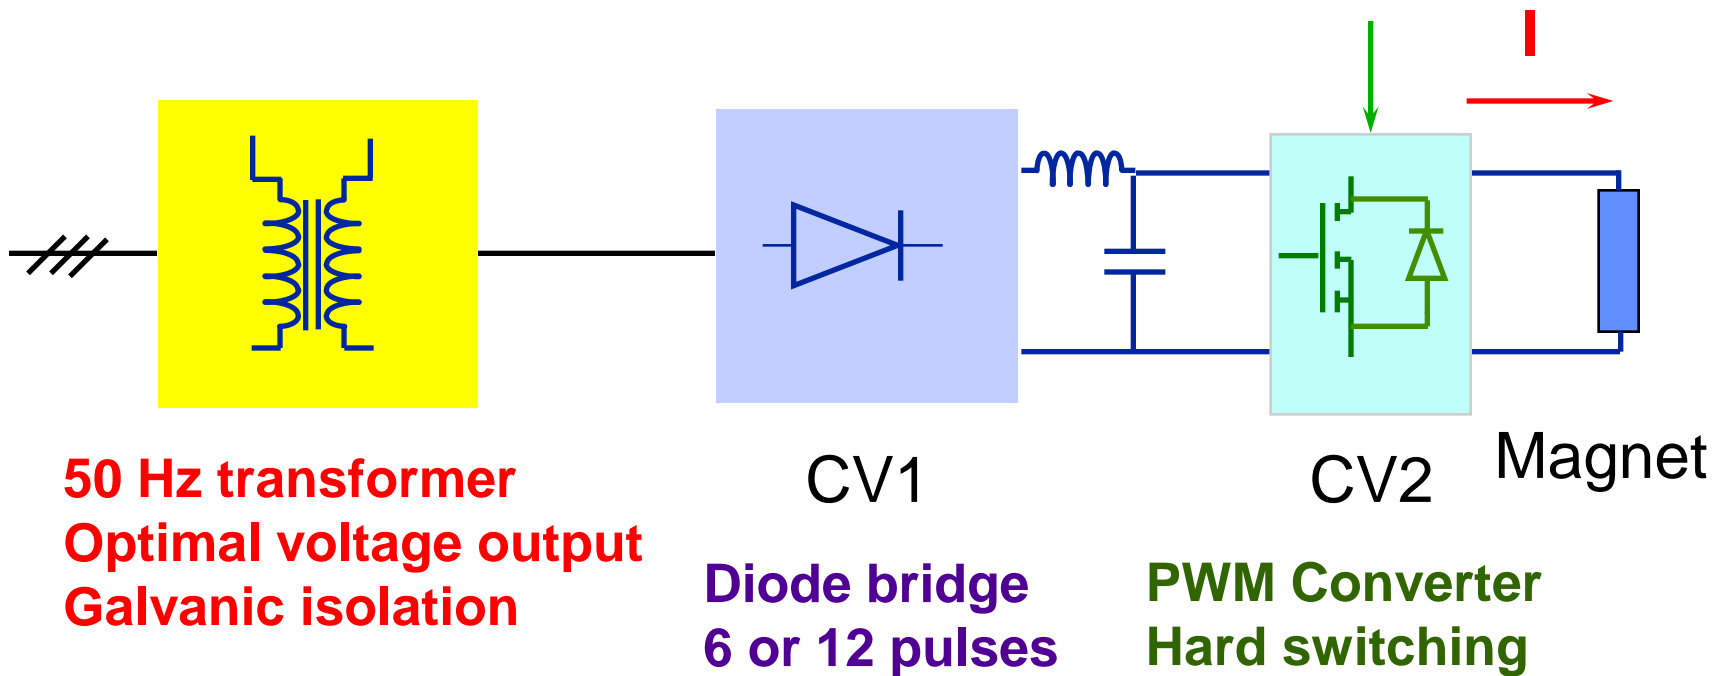 I
CV1
CV2
Magnet
50 Hz transformer
Optimal voltage output
Galvanic isolation
Diode bridge
6 or 12 pulses
PWM Converter
Hard switching